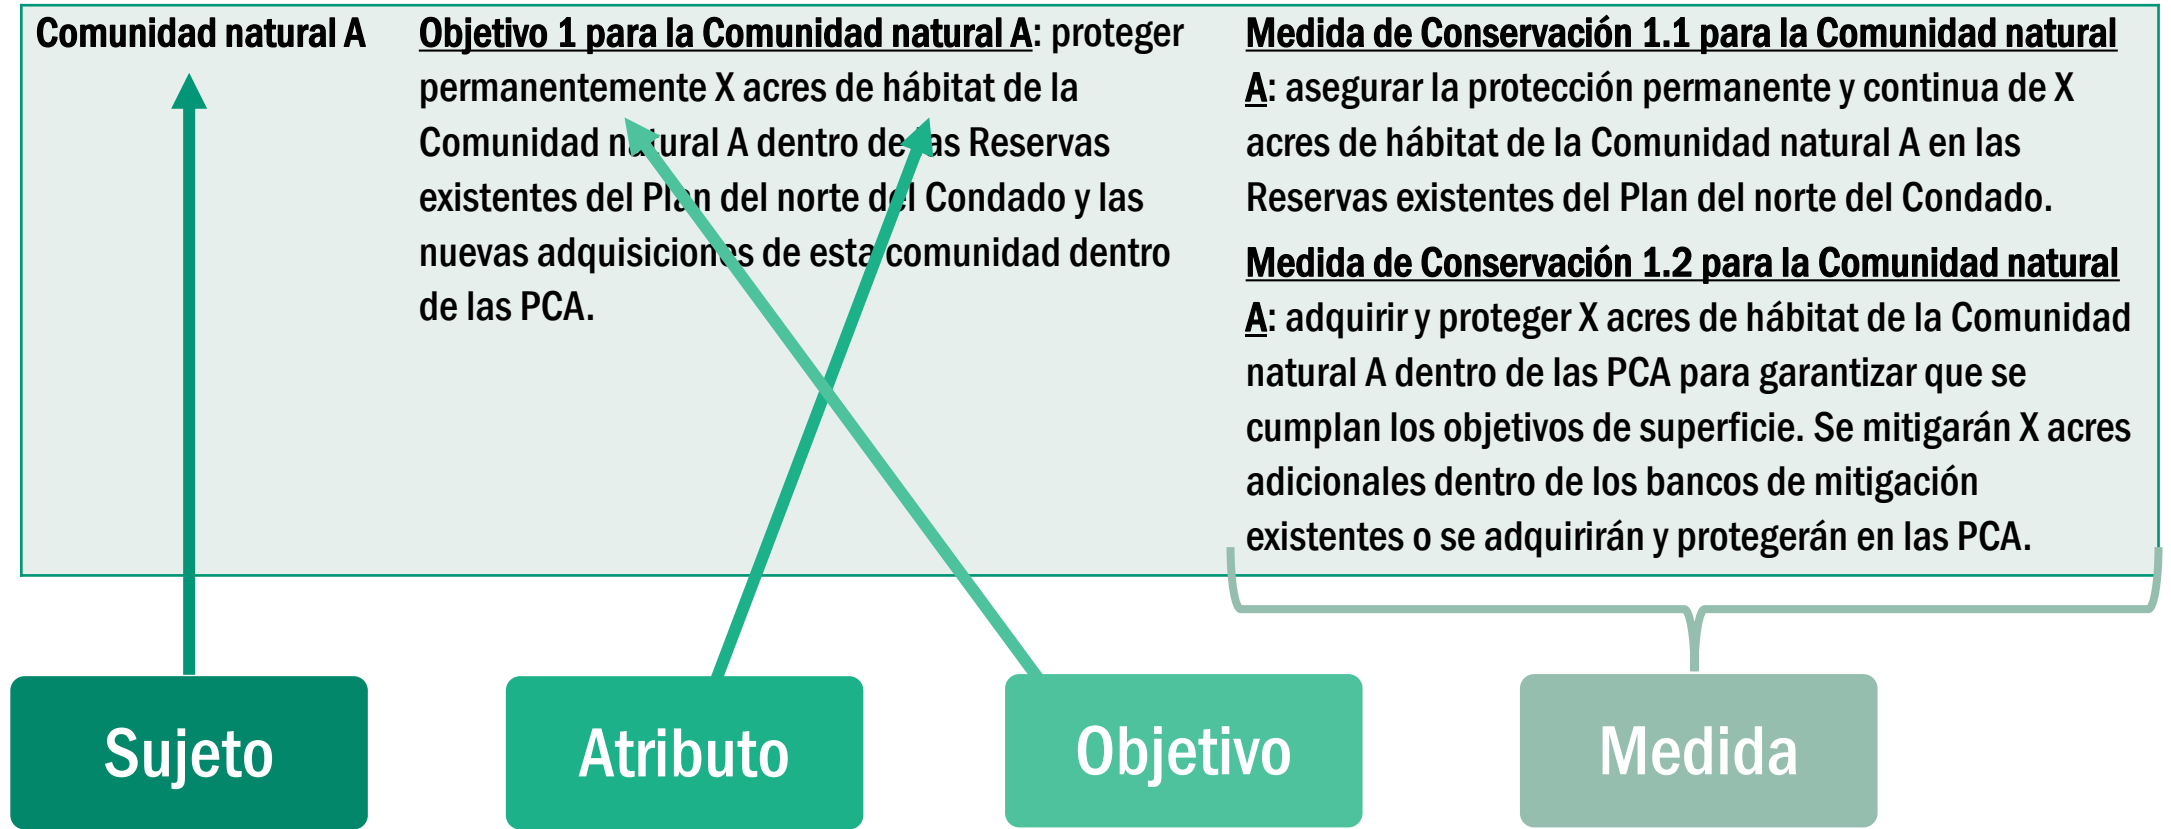 Comunidad natural A
Objetivo 1 para la Comunidad natural A: proteger
permanentemente X acres de hábitat de la
Comunidad natural A dentro de las Reservas
existentes del Plan del norte del Condado y las
nuevas adquisiciones de esta comunidad dentro
de las PCA.
Medida de Conservación 1.1 para la Comunidad natural
A: asegurar la protección permanente y continua de X
acres de hábitat de la Comunidad natural A en las
Reservas existentes del Plan del norte del Condado.
Medida de Conservación 1.2 para la Comunidad natural
A: adquirir y proteger X acres de hábitat de la Comunidad
natural A dentro de las PCA para garantizar que se
cumplan los objetivos de superficie. Se mitigarán X acres
adicionales dentro de los bancos de mitigación
existentes o se adquirirán y protegerán en las PCA.
Sujeto
Atributo
Objetivo
Medida